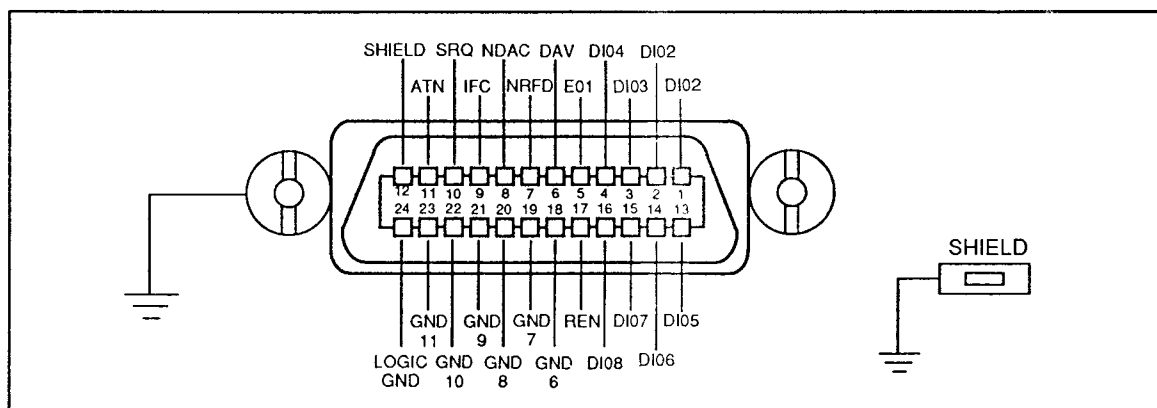 SHIELD SRQ NDAC DAV DI04 DI02
ATN IFC NRFD E01 DI03 DI02
12 11 10 9 8 7 6 5 4 3 2 1
24 23 22 21 20 19 18 17 16 15 14 13
SHIELD
GND 11 GND 9 GND 7 REN DI07 DI05
LOGIC GND GND 10 GND 8 GND 6 DI08 DI06